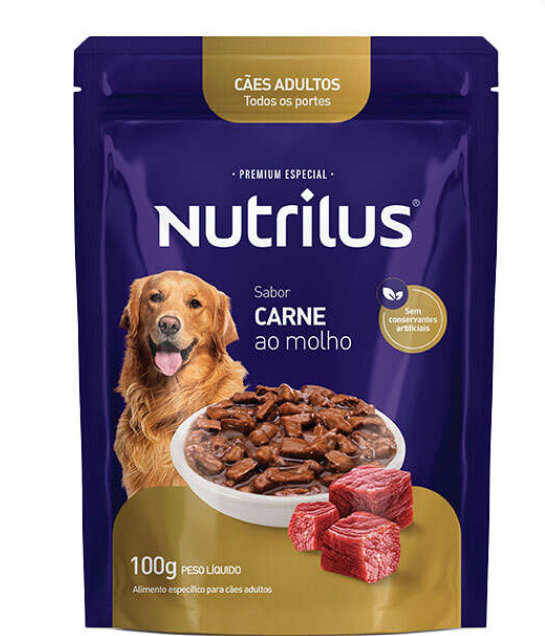 CÃES ADULTOS
Todos os portes
• PREMIUM ESPECIAL •
NUTRILUS®
Sabor
CARNE
ao molho
Sem
conservantes
artificiais
100g PESO LÍQUIDO
Alimento específico para cães adultos